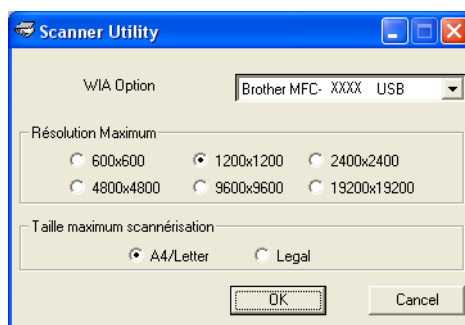 Scanner Utility
WIA Option
Brother MFC- XXXX USB
Résolution Maximum
600x600 1200x1200 2400x2400
4800x4800 9600x9600 19200x19200
Taille maximum scannérisation
A4/Letter Legal
OK Cancel